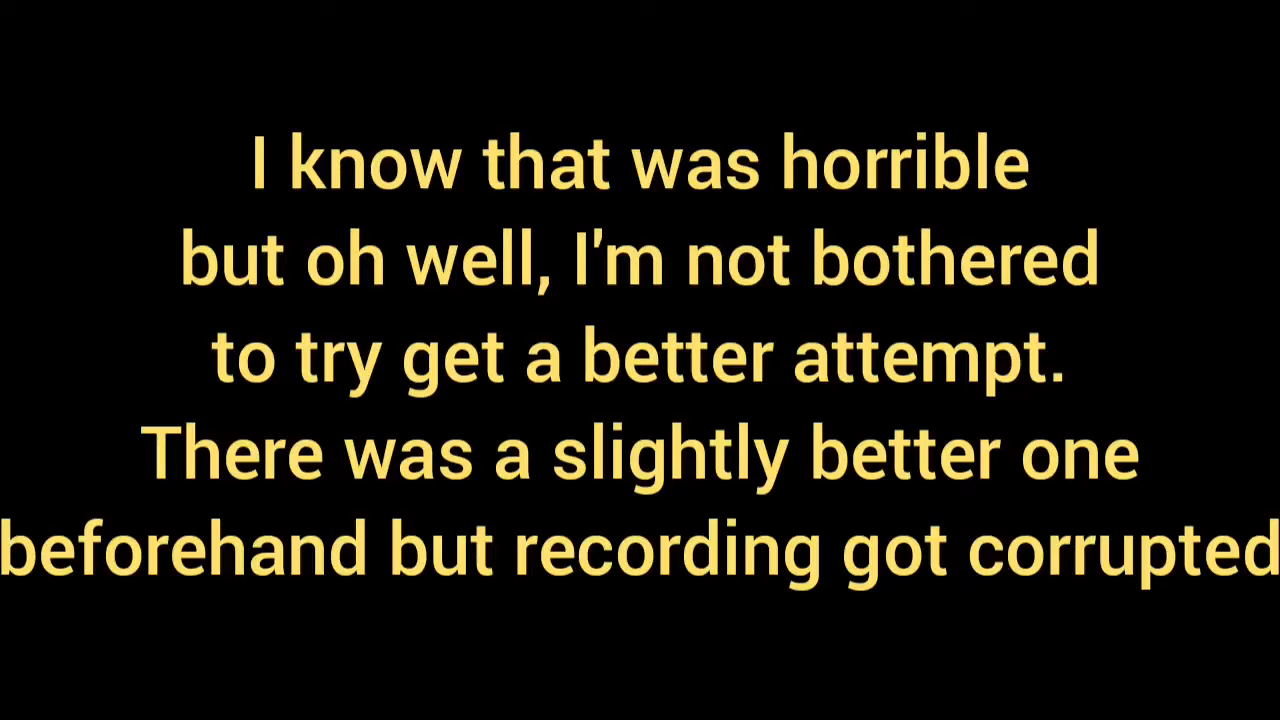 I know that was horrible
but oh well, I'm not bothered
to try get a better attempt.
There was a slightly better one
beforehand but recording got corrupted